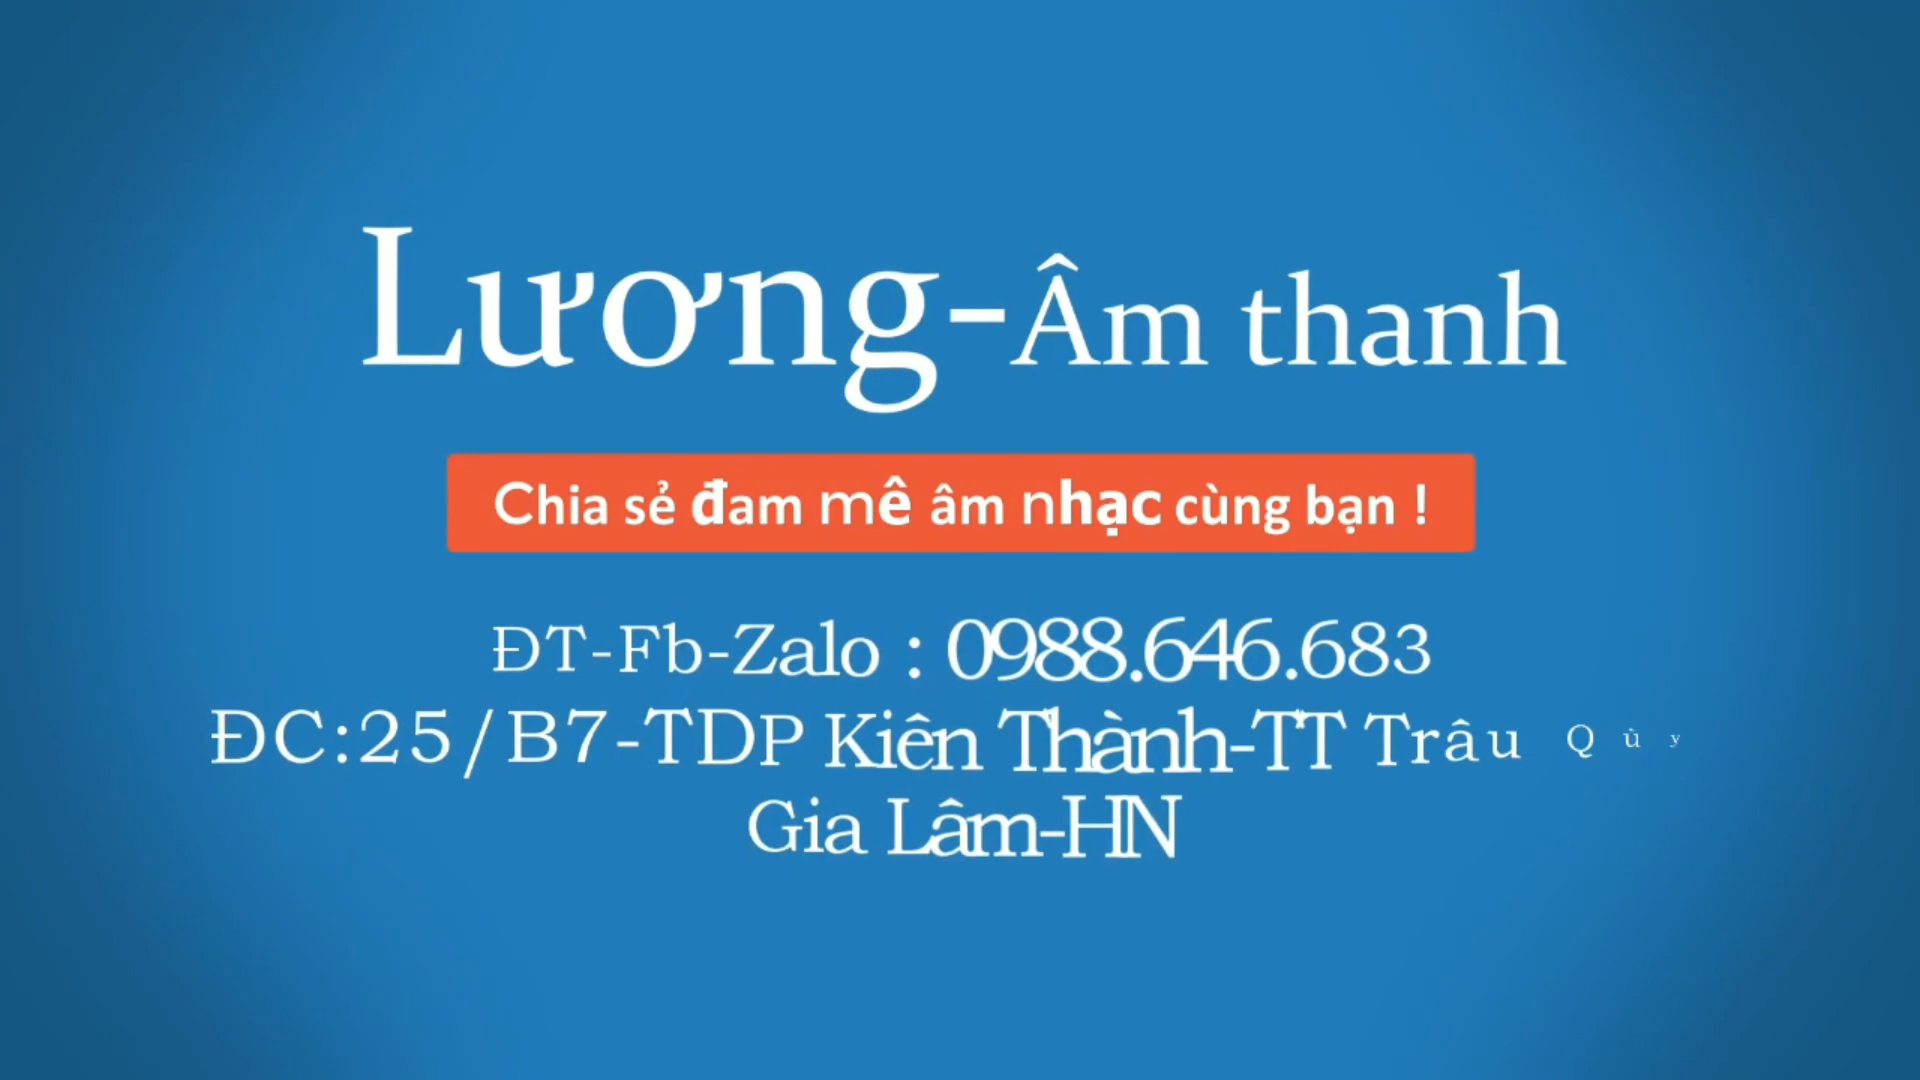 Lương-Âm thanh
Chia sẻ đam mê âm nhạc cùng bạn !
ĐT-Fb-Zalo : 0988.646.683
ĐC:25/B7-TDP Kiên Thành-TT Trâu Qùy
Gia Lâm-HN